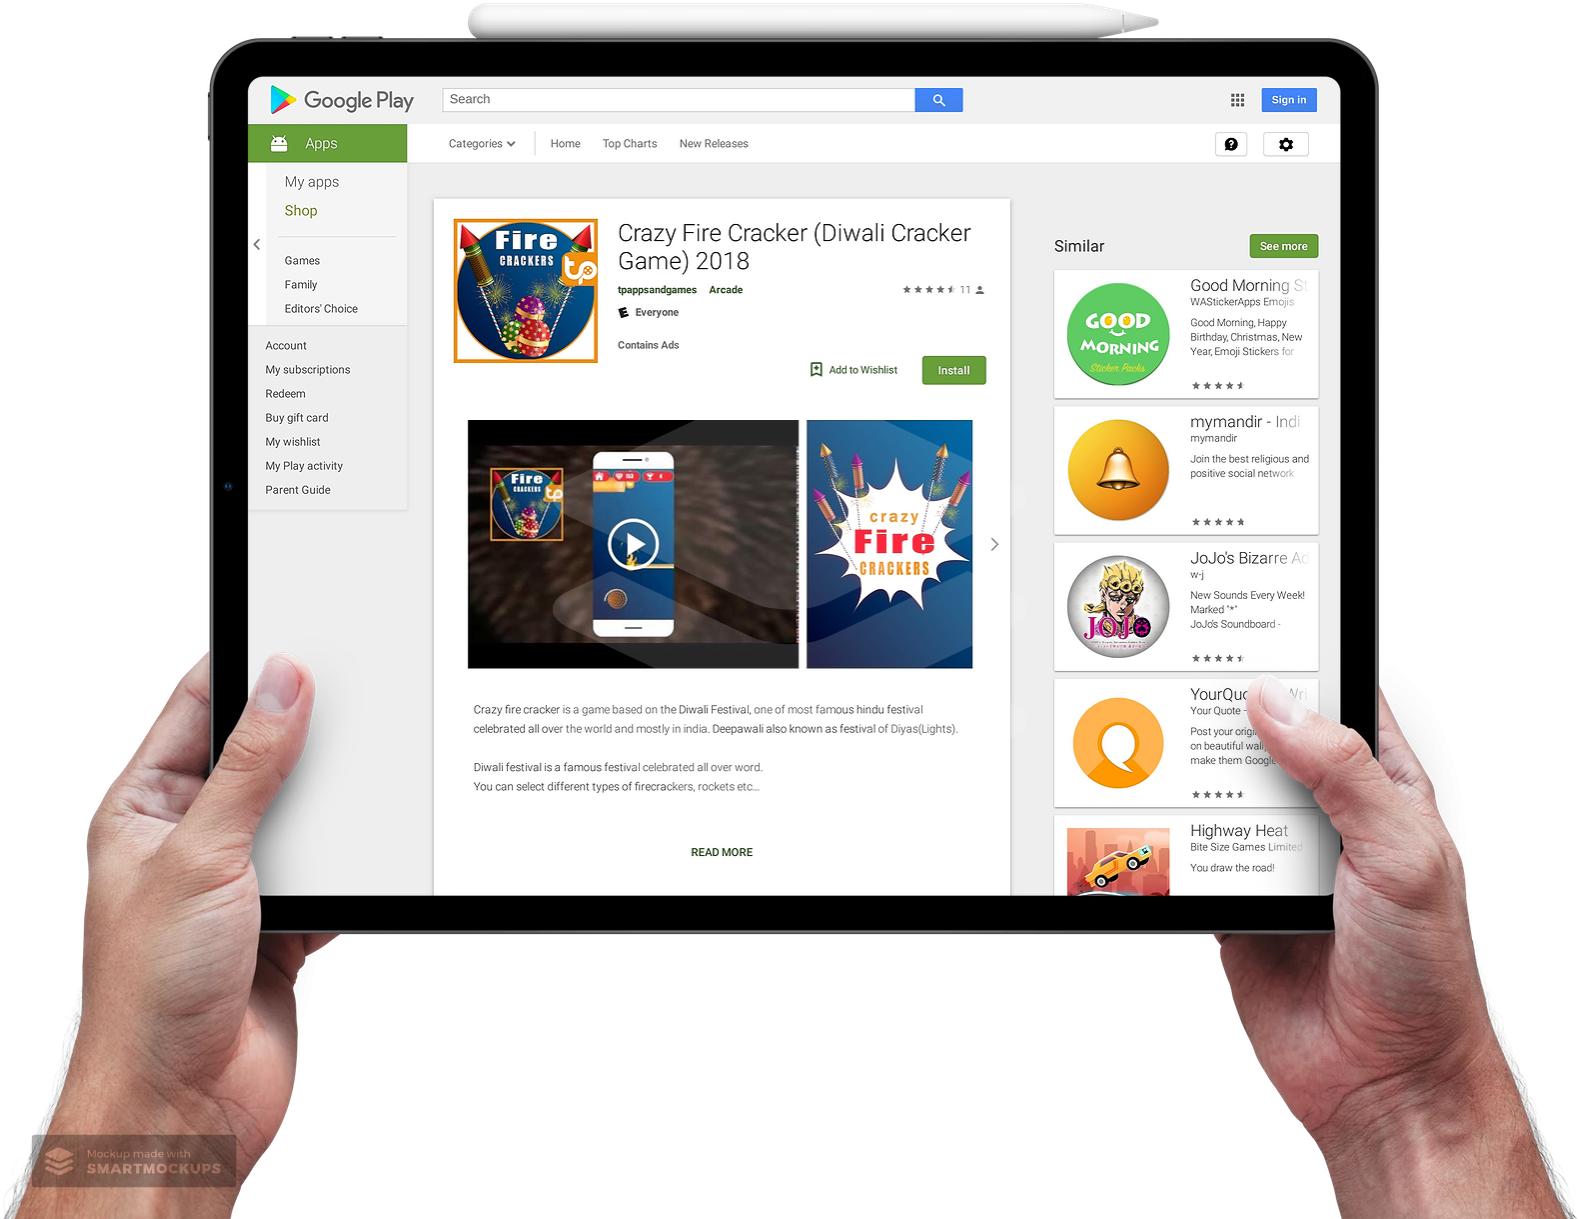 Google Play
Search
Sign in
Apps
Categories
Home
Top Charts
New Releases
My apps
Shop
Games
Family
Editors' Choice
Account
My subscriptions
Redeem
Buy gift card
My wishlist
My Play activity
Parent Guide
Fire
CRACKERS
tp
Crazy Fire Cracker (Diwali Cracker
Game) 2018
tpappsandgames Arcade
11
E Everyone
Contains Ads
Add to Wishlist
Install
Fire
CRACKERS
tp
crazy
Fire
CRACKERS
Crazy fire cracker is a game based on the Diwali Festival, one of most famous hindu festival
celebrated all over the world and mostly in india. Deepawali also known as festival of Diyas(Lights).
Diwali festival is a famous festival celebrated all over word.
You can select different types of firecrackers, rockets etc...
READ MORE
Similar
See more
GOOD
MORNING
Sticker Packs
Good Morning St
WAStickerApps Emojis
Good Morning, Happy
Birthday, Christmas, New
Year, Emoji Stickers for
mymandir - Indi
mymandir
Join the best religious and
positive social network
JOJO
JoJo's Bizarre Ad
w-j
New Sounds Every Week!
Marked "*"
JoJo's Soundboard -
YourQuo Wri
Your Quote -
Post your origi
on beautiful wall
make them Google
Highway Heat
Bite Size Games Limited
You draw the road!
Mockup made with
SMARTMOCKUPS